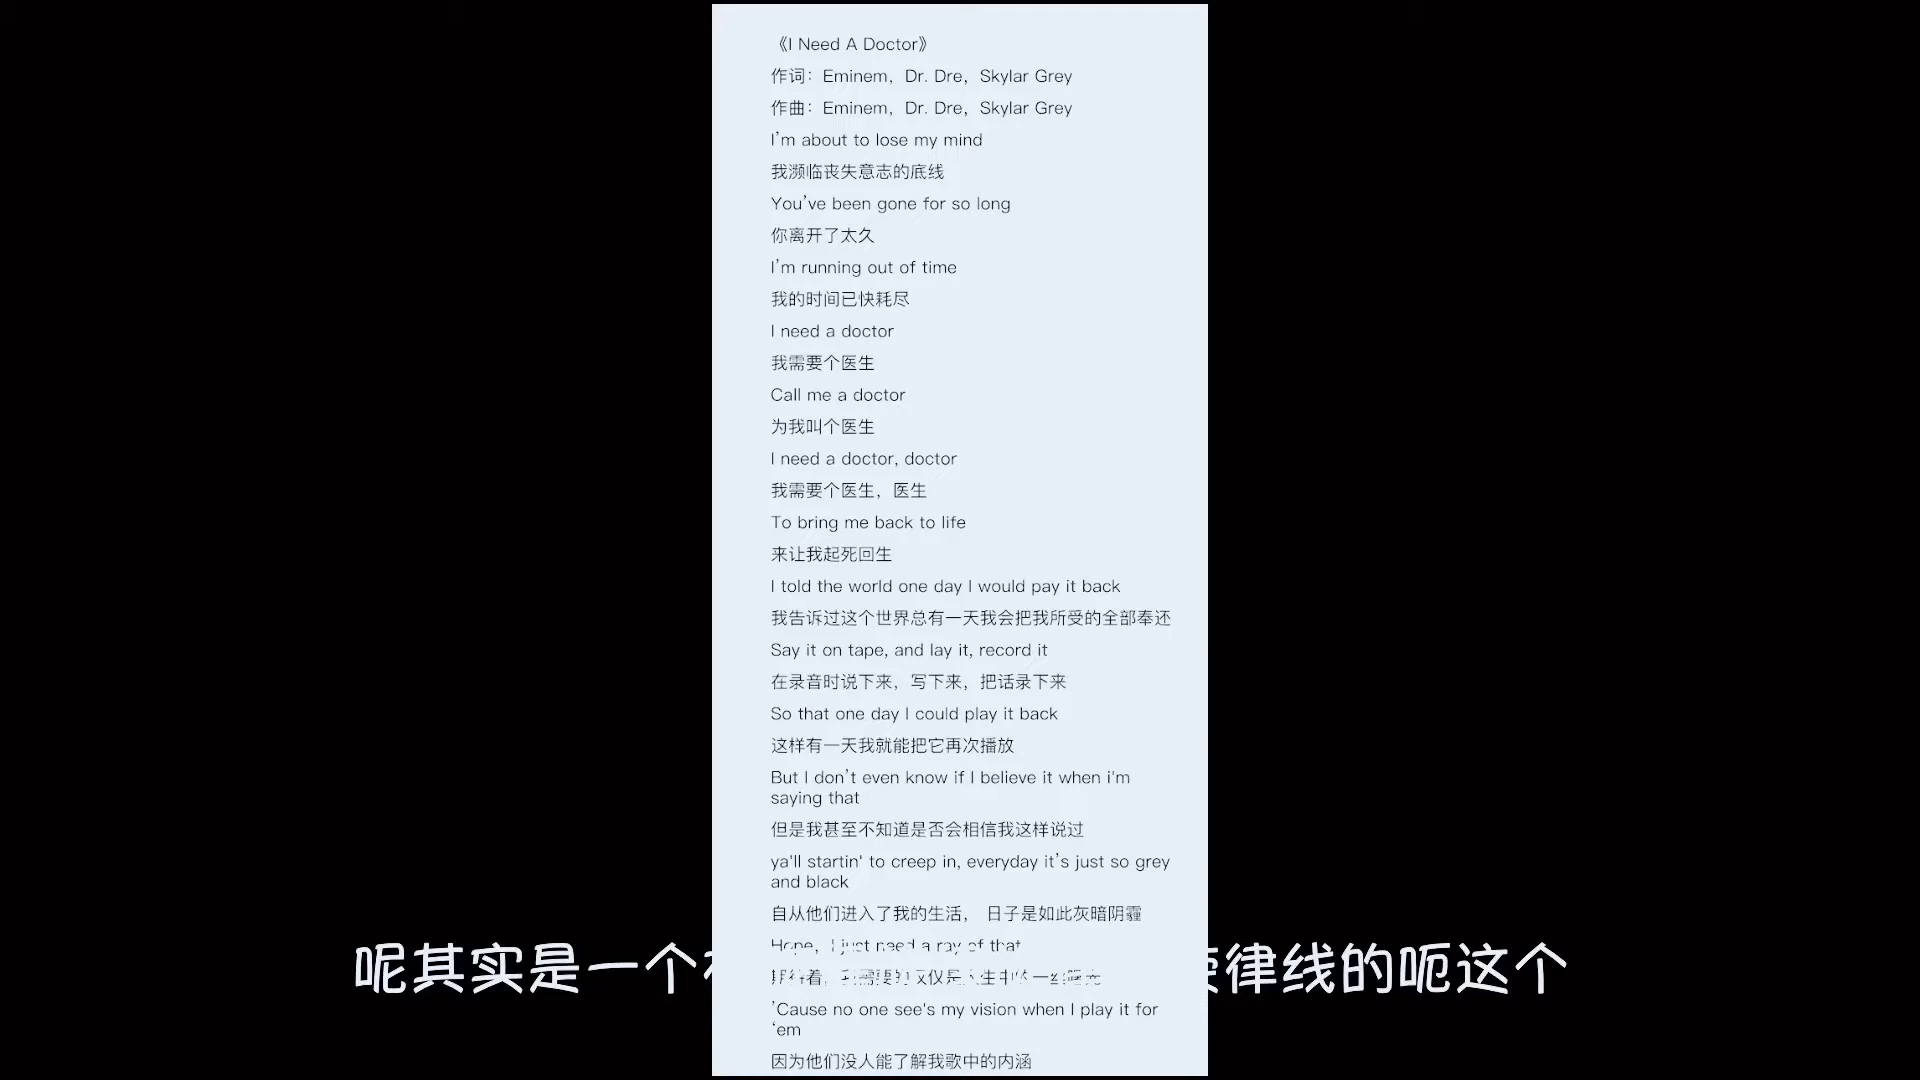 《I Need A Doctor》
作词：Eminem，Dr. Dre，Skylar Grey
作曲：Eminem，Dr. Dre，Skylar Grey
I’m about to lose my mind
我濒临丧失意志的底线
You’ve been gone for so long
你离开了太久
I’m running out of time
我的时间已快耗尽
I need a doctor
我需要个医生
Call me a doctor
为我叫个医生
I need a doctor, doctor
我需要个医生，医生
To bring me back to life
来让我起死回生
I told the world one day I would pay it back
我告诉过这个世界总有一天我会把我所受的全部奉还
Say it on tape, and lay it, record it
在录音时说下来，写下来，把话录下来
So that one day I could play it back
这样有一天我就能把它再次播放
But I don’t even know if I believe it when i'm
saying that
但是我甚至不知道是否会相信我这样说过
ya'll startin' to creep in, everyday it’s just so grey
and black
自从他们进入了我的生活， 日子是如此灰暗阴霾
Hope, I just need a ray of that
’Cause no one see's my vision when I play it for
‘em
因为他们没人能了解我歌中的内涵
呢其实是一个 律线的呃这个